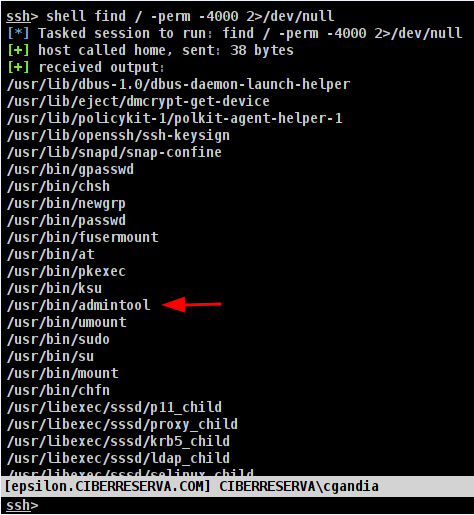 ssh> shell find / -perm -4000 2>/dev/null
[*] Tasked session to run: find / -perm -4000 2>/dev/null
[+] host called home, sent: 38 bytes
[+] received output:
/usr/lib/dbus-1.0/dbus-daemon-launch-helper
/usr/lib/eject/dmcrypt-get-device
/usr/lib/policykit-1/polkit-agent-helper-1
/usr/lib/openssh/ssh-keysign
/usr/lib/snapd/snap-confine
/usr/bin/gpasswd
/usr/bin/chsh
/usr/bin/newgrp
/usr/bin/passwd
/usr/bin/fusermount
/usr/bin/at
/usr/bin/pkexec
/usr/bin/ksu
/usr/bin/admintool
/usr/bin/umount
/usr/bin/sudo
/usr/bin/su
/usr/bin/mount
/usr/bin/chfn
/usr/libexec/sssd/p11_child
/usr/libexec/sssd/proxy_child
/usr/libexec/sssd/krb5_child
/usr/libexec/sssd/ldap_child
/usr/libexec/sssd/selinux_child
[epsilon.CIBERRESERVA.COM] CIBERRESERVA\cgandia
ssh>